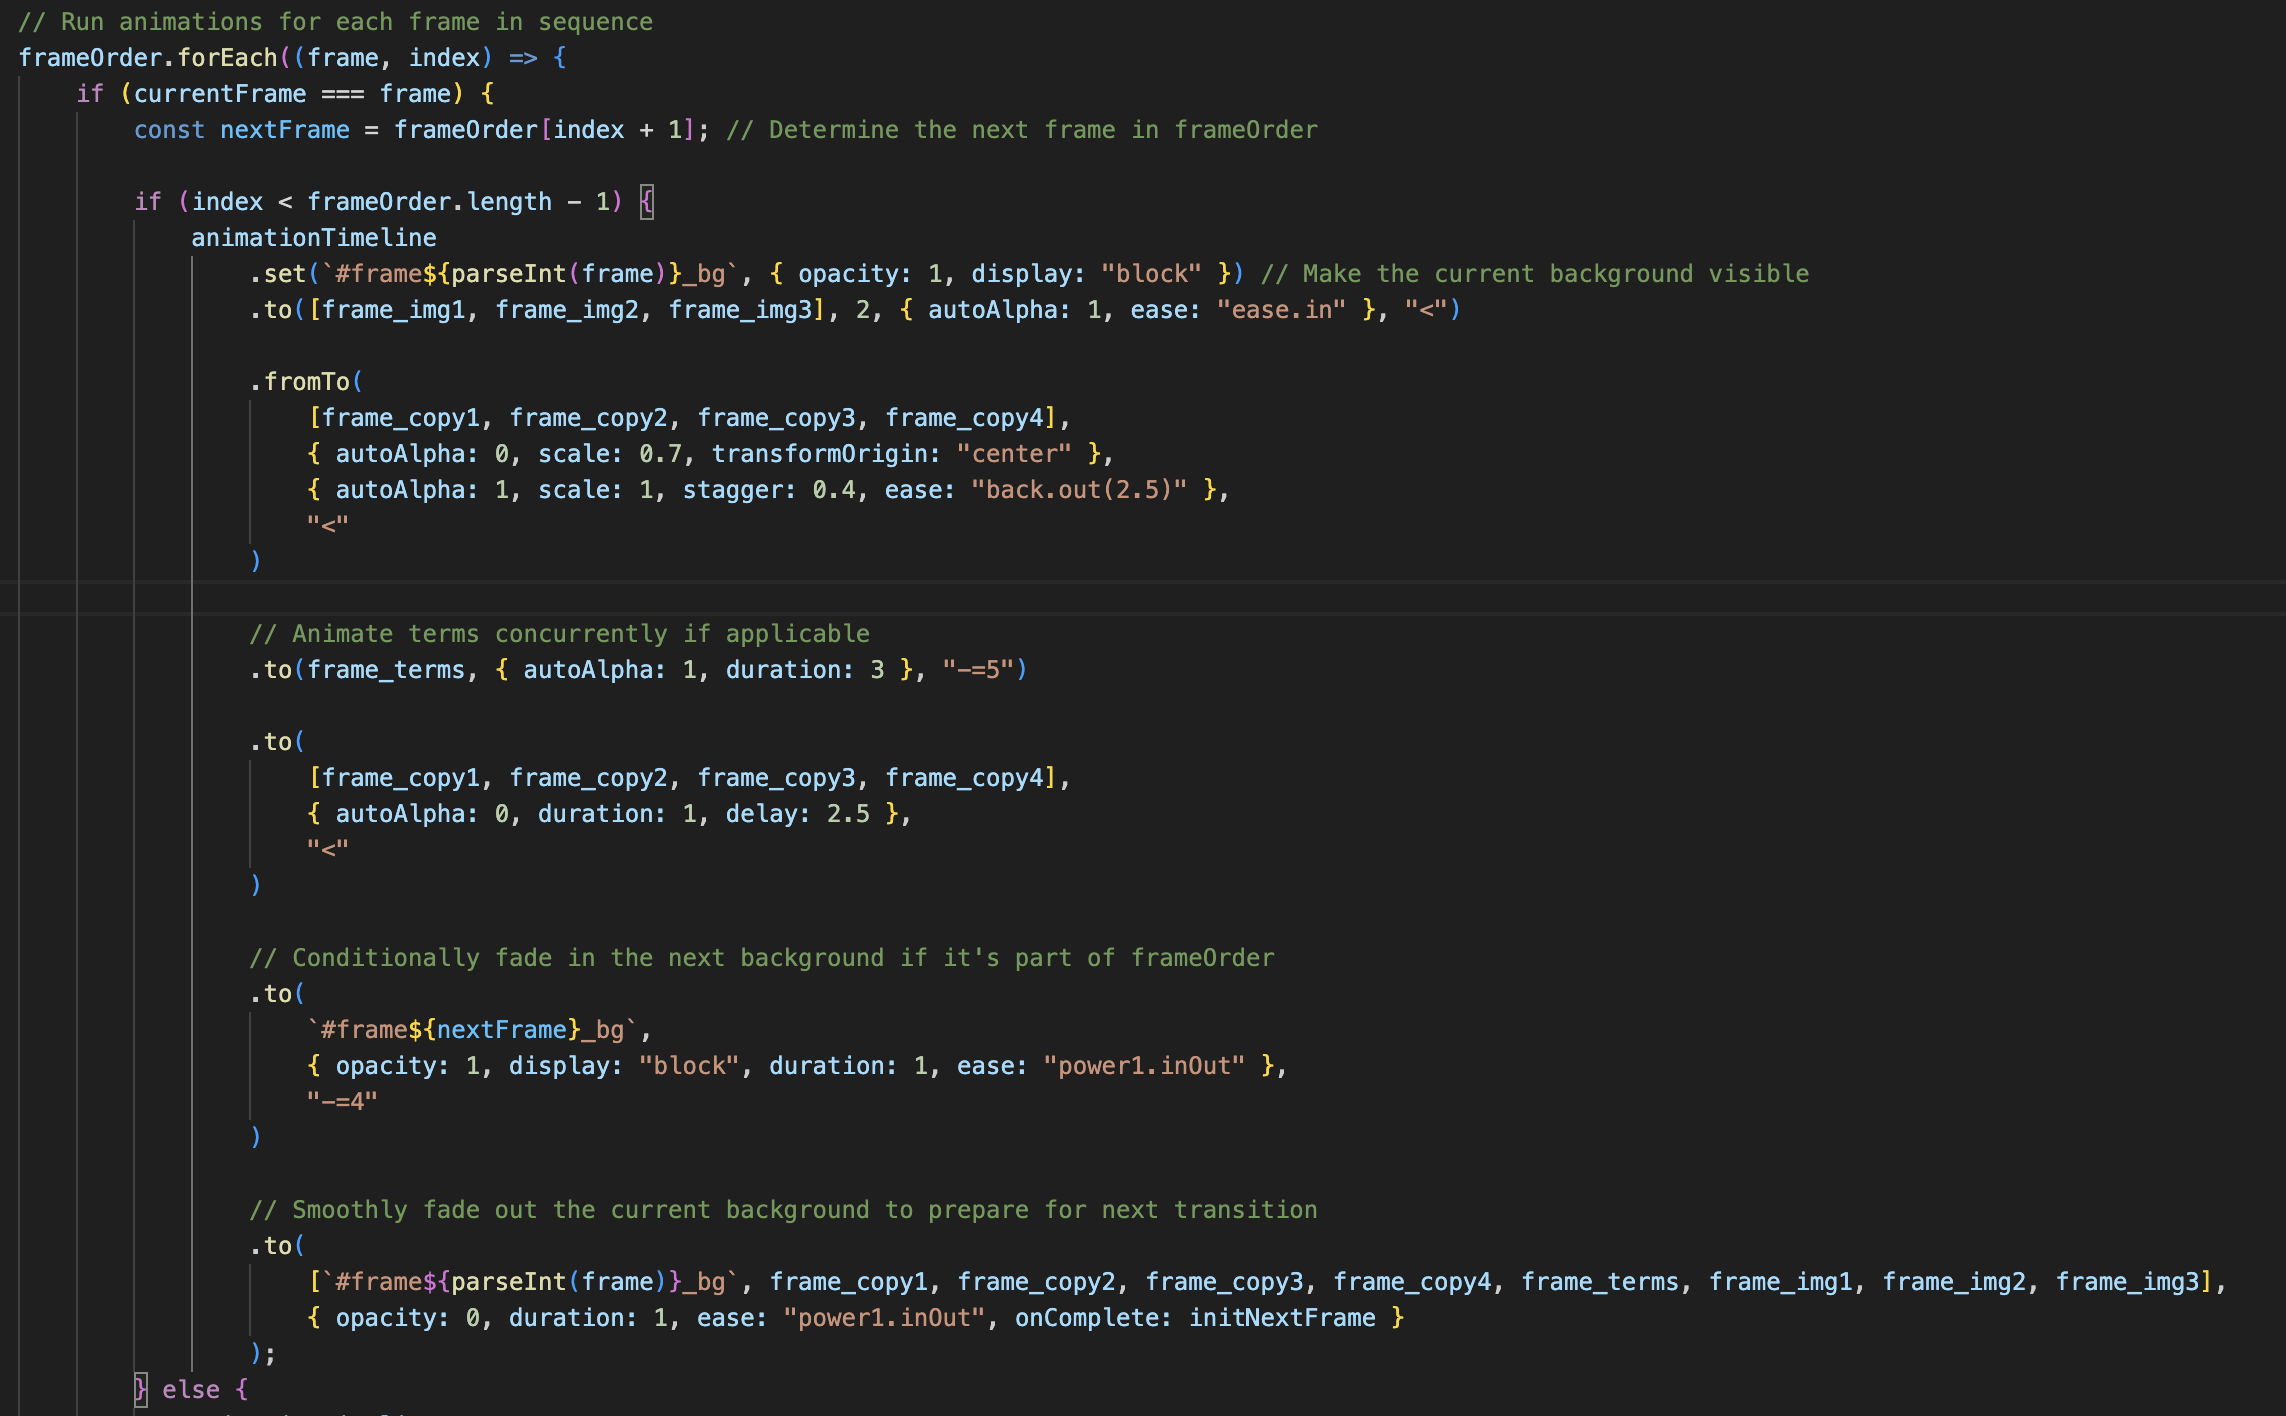 // Run animations for each frame in sequence
frameOrder.forEach((frame, index) => {
if (currentFrame === frame) {
const nextFrame = frameOrder[index + 1]; // Determine the next frame in frameOrder
if (index < frameOrder.length - 1) {
animationTimeline
.set(`#frame${parseInt(frame)}_bg`, { opacity: 1, display: "block" }) // Make the current background visible
.to([frame_img1, frame_img2, frame_img3], 2, { autoAlpha: 1, ease: "ease.in" }, "<")
.fromTo(
[frame_copy1, frame_copy2, frame_copy3, frame_copy4],
{ autoAlpha: 0, scale: 0.7, transformOrigin: "center" },
{ autoAlpha: 1, scale: 1, stagger: 0.4, ease: "back.out(2.5)" },
"<"
)
// Animate terms concurrently if applicable
.to(frame_terms, { autoAlpha: 1, duration: 3 }, "-=5")
.to(
[frame_copy1, frame_copy2, frame_copy3, frame_copy4],
{ autoAlpha: 0, duration: 1, delay: 2.5 },
"<"
)
// Conditionally fade in the next background if it's part of frameOrder
.to(
`#frame${nextFrame}_bg`,
{ opacity: 1, display: "block", duration: 1, ease: "power1.inOut" },
"-=4"
)
// Smoothly fade out the current background to prepare for next transition
.to(
[`#frame${parseInt(frame)}_bg`, frame_copy1, frame_copy2, frame_copy3, frame_copy4, frame_terms, frame_img1, frame_img2, frame_img3],
{ opacity: 0, duration: 1, ease: "power1.inOut", onComplete: initNextFrame }
);
} else {